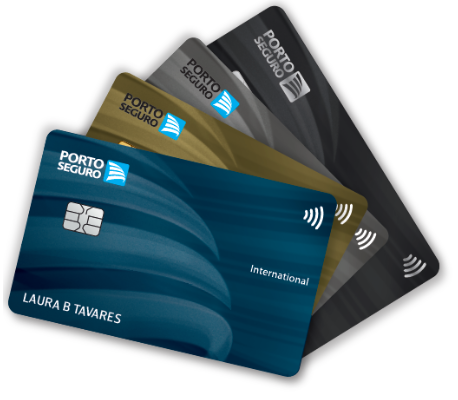 PORTO
SEGURO
PORTO
SEGURO
PORTO
SEGURO
PORTO
SEGURO
International
LAURA B TAVARES